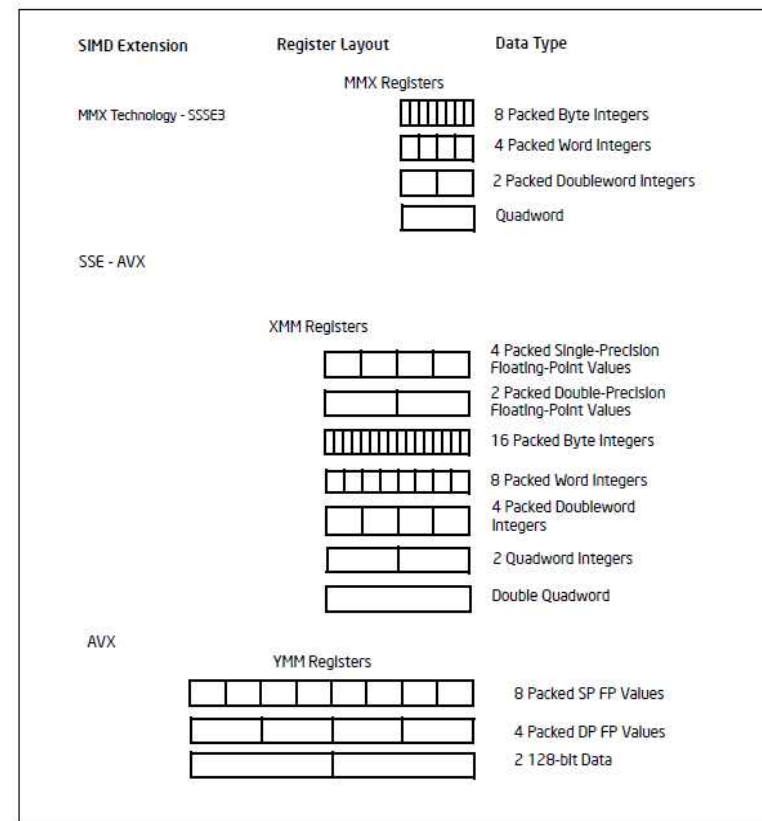 SIMD Extension Register Layout Data Type
MMX Registers
MMX Technology - SSSE3
8 Packed Byte Integers
4 Packed Word Integers
2 Packed Doubleword Integers
Quadword
SSE - AVX
XMM Registers
4 Packed Single-Precision
Floating-Point Values
2 Packed Double-Precision
Floating-Point Values
16 Packed Byte Integers
8 Packed Word Integers
4 Packed Doubleword
Integers
2 Quadword Integers
Double Quadword
AVX
YMM Registers
8 Packed SP FP Values
4 Packed DP FP Values
2 128-bit Data